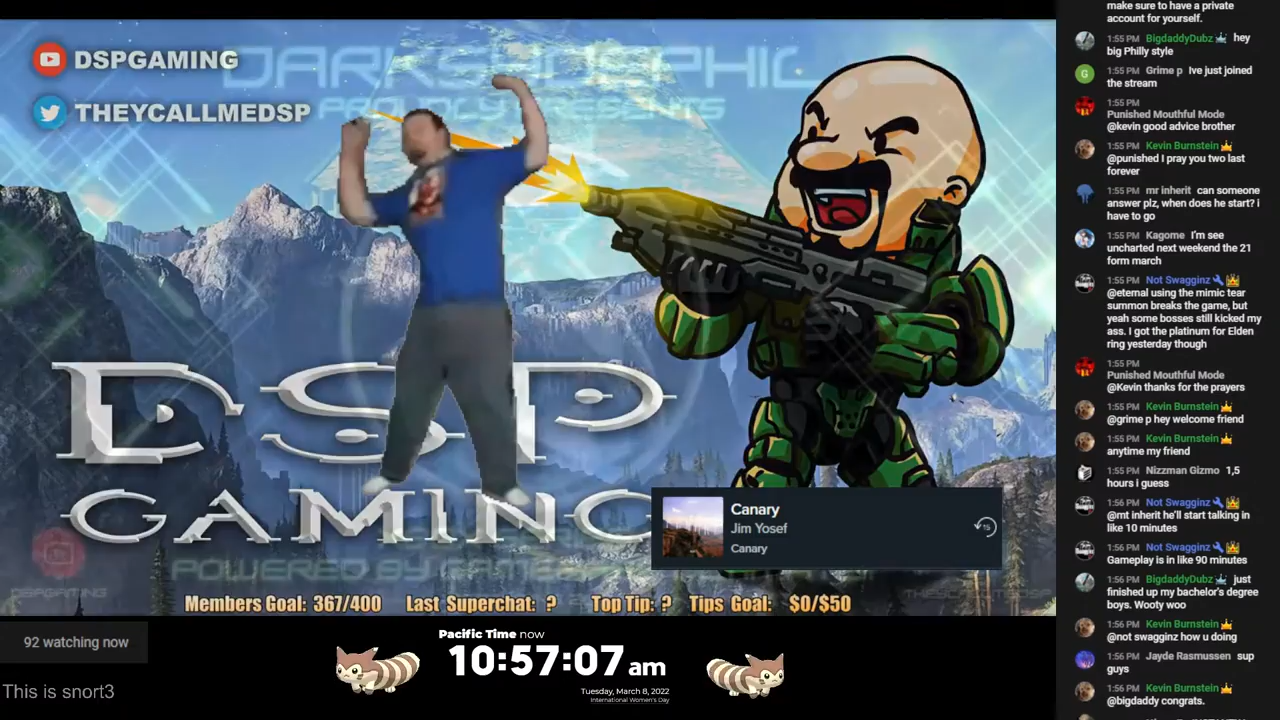 DSPGAMING
THEYCALLMEDSP
DARKSYDEPHIL
PROUDLY PRESENTS
DSP
GAMING
POWERED BY
DSPGAMING
THEYCALLMEDSP
Canary
Jim Yosef
Canary
15
Members Goal: 367/400 Last Superchat: ? Top Tip: ? Tips Goal: $0/$50
92 watching now
This is snort3
Pacific Time now
10:57:07 am
Tuesday, March 8, 2022
International Women's Day
make sure to have a private
account for yourself.
1:55 PM BigdaddyDubz hey
big Philly style
G
1:55 PM Grime p Ive just joined
the stream
1:55 PM
Punished Mouthful Mode
@kevin good advice brother
1:55 PM Kevin Burnstein
@punished I pray you two last
forever
1:55 PM mr inherit can someone
answer plz, when does he start? i
have to go
1:55 PM Kagome I'm see
uncharted next weekend the 21
form march
1:55 PM Not Swagginz
@eternal using the mimic tear
summon breaks the game, but
yeah some bosses still kicked my
ass. I got the platinum for Elden
ring yesterday though
1:55 PM
Punished Mouthful Mode
@Kevin thanks for the prayers
1:55 PM Kevin Burnstein
@grime p hey welcome friend
1:55 PM Kevin Burnstein
anytime my friend
1:55 PM Nizzman Gizmo 1,5
hours i guess
1:56 PM Not Swagginz
@mt inherit he'll start talking in
like 10 minutes
1:56 PM Not Swagginz
Gameplay is in like 90 minutes
1:56 PM BigdaddyDubz just
finished up my bachelor's degree
boys. Wooty woo
1:56 PM Kevin Burnstein
@not swagginz how u doing
1:56 PM Jayde Rasmussen sup
guys
1:56 PM Kevin Burnstein
@bigdaddy congrats.